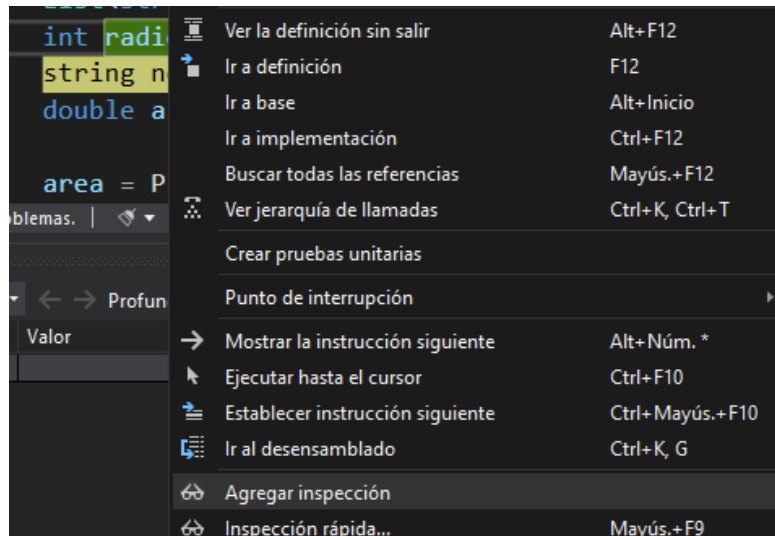 int radi
string n
double a
area = P
blemas.
Profun
Valor
Ver la definición sin salir Alt+F12
Ir a definición F12
Ir a base Alt+Inicio
Ir a implementación Ctrl+F12
Buscar todas las referencias Mayús.+F12
Ver jerarquía de llamadas Ctrl+K, Ctrl+T
Crear pruebas unitarias
Punto de interrupción
Mostrar la instrucción siguiente Alt+Núm. *
Ejecutar hasta el cursor Ctrl+F10
Establecer instrucción siguiente Ctrl+Mayús.+F10
Ir al desensamblado Ctrl+K, G
Agregar inspección
Inspección rápida... Mayús.+F9